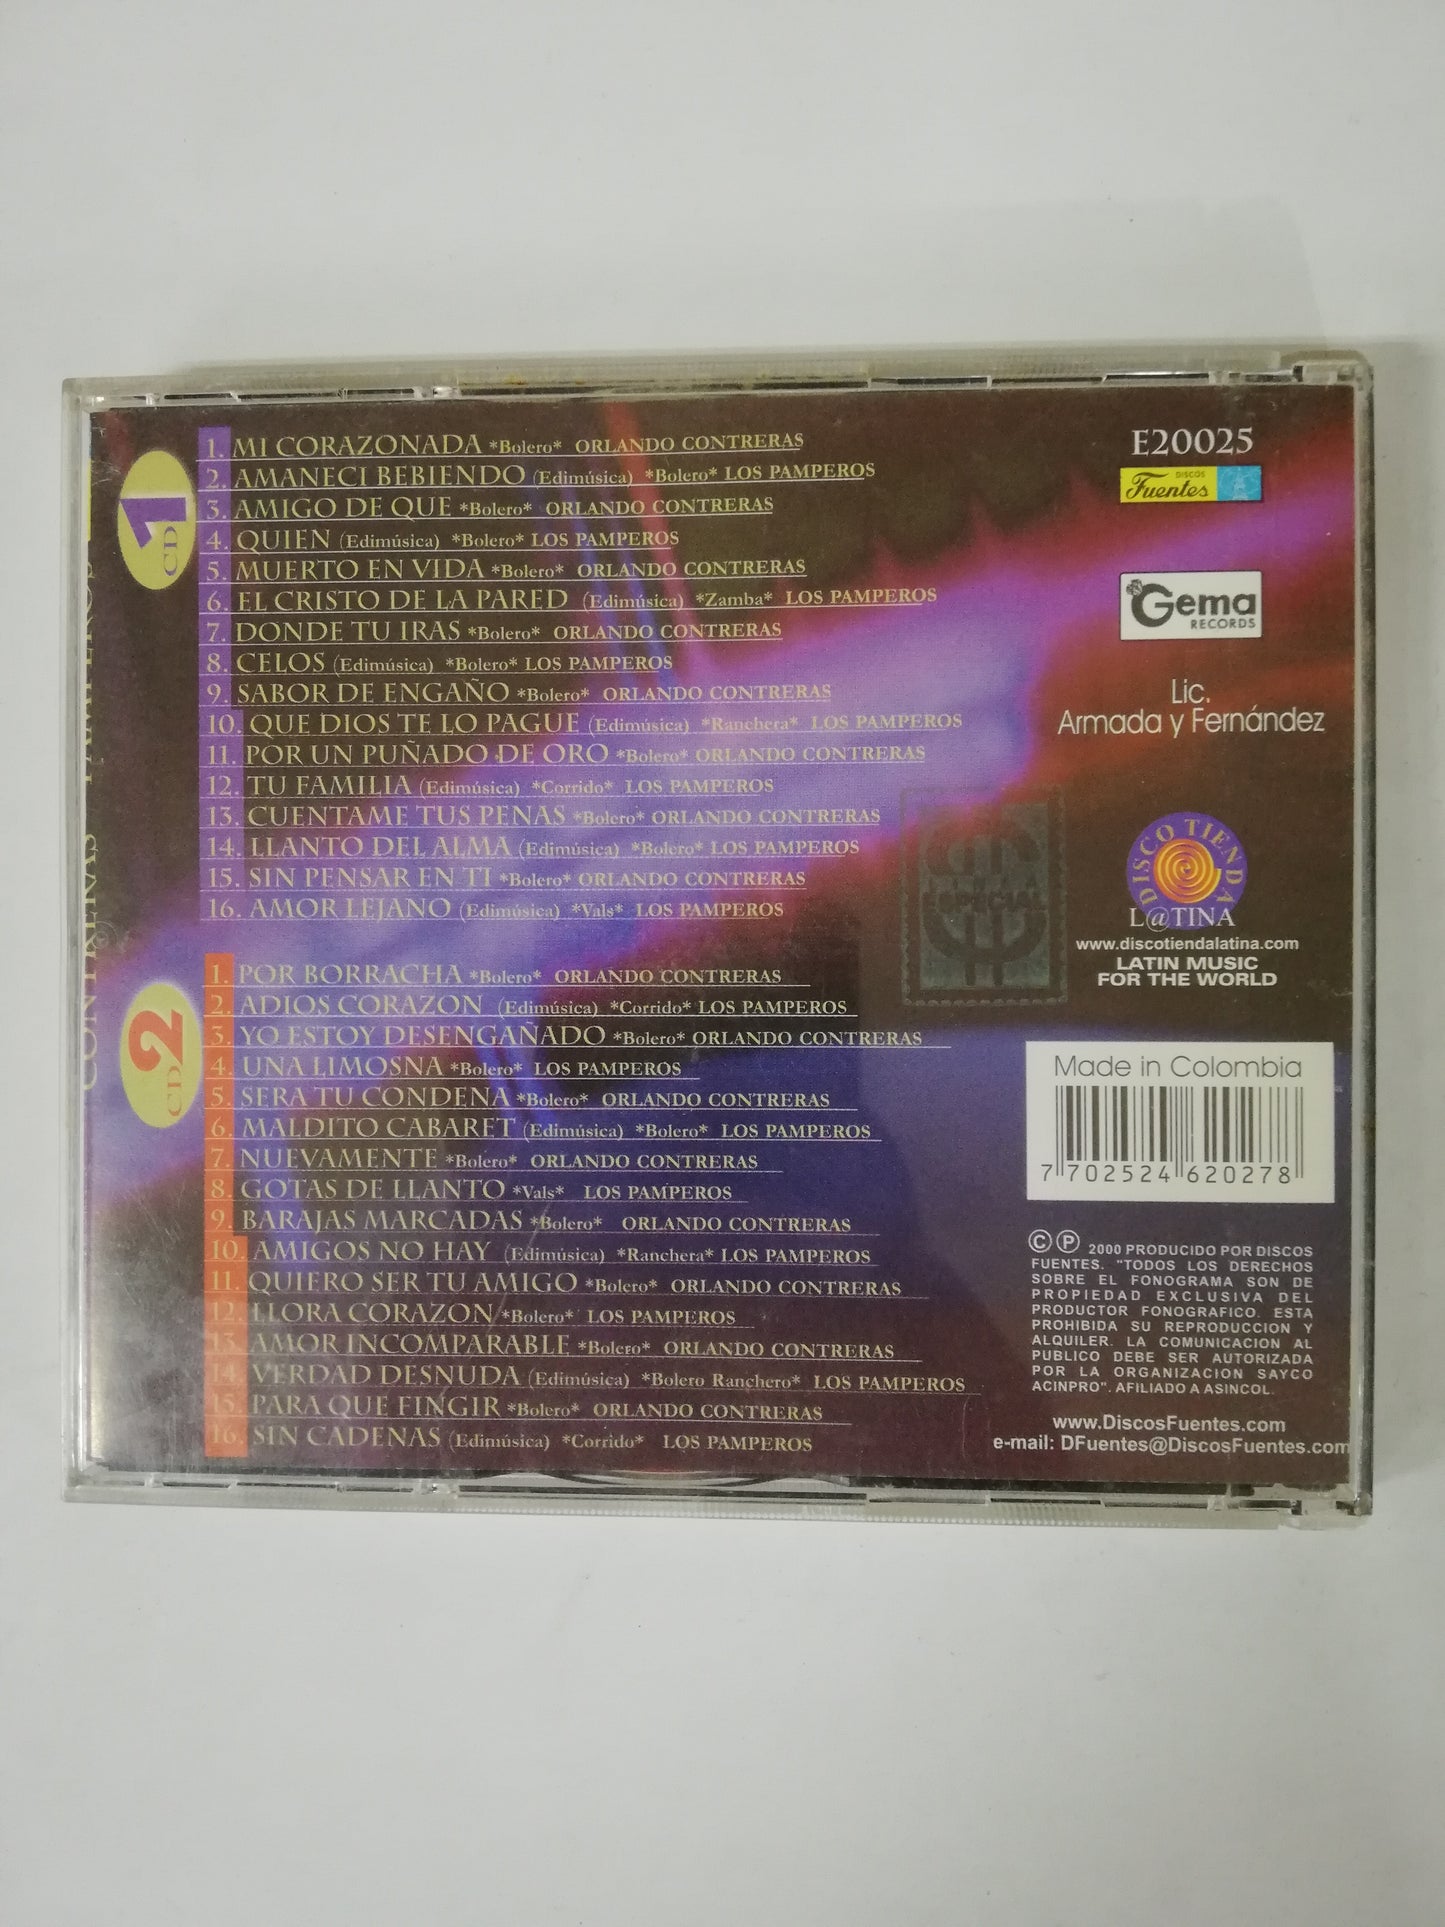 CD 1
1. MI CORAZONADA *Bolero* ORLANDO CONTRERAS
2. AMANECI BEBIENDO (Edimúsica) *Bolero* LOS PAMPEROS
3. AMIGO DE QUE *Bolero* ORLANDO CONTRERAS
4. QUIEN (Edimúsica) *Bolero* LOS PAMPEROS
5. MUERTO EN VIDA *Bolero* ORLANDO CONTRERAS
6. EL CRISTO DE LA PARED (Edimúsica) *Zamba* LOS PAMPEROS
7. DONDE TU IRAS *Bolero* ORLANDO CONTRERAS
8. CELOS (Edimúsica) *Bolero* LOS PAMPEROS
9. SABOR DE ENGAÑO *Bolero* ORLANDO CONTRERAS
10. QUE DIOS TE LO PAGUE (Edimúsica) *Ranchera* LOS PAMPEROS
11. POR UN PUÑADO DE ORO *Bolero* ORLANDO CONTRERAS
12. TU FAMILIA (Edimúsica) *Corrido* LOS PAMPEROS
13. CUENTAME TUS PENAS *Bolero* ORLANDO CONTRERAS
14. LLANTO DEL ALMA (Edimúsica) *Bolero* LOS PAMPEROS
15. SIN PENSAR EN TI *Bolero* ORLANDO CONTRERAS
16. AMOR LEJANO (Edimúsica) *Vals* LOS PAMPEROS
CD 2
1. POR BORRACHA *Bolero* ORLANDO CONTRERAS
2. ADIOS CORAZON (Edimúsica) *Corrido* LOS PAMPEROS
3. YO ESTOY DESENGAÑADO *Bolero* ORLANDO CONTRERAS
4. UNA LIMOSNA *Bolero* LOS PAMPEROS
5. SERA TU CONDENA *Bolero* ORLANDO CONTRERAS
6. MALDITO CABARET (Edimúsica) *Bolero* LOS PAMPEROS
7. NUEVAMENTE *Bolero* ORLANDO CONTRERAS
8. GOTAS DE LLANTO *Vals* LOS PAMPEROS
9. BARAJAS MARCADAS *Bolero* ORLANDO CONTRERAS
10. AMIGOS NO HAY (Edimúsica) *Ranchera* LOS PAMPEROS
11. QUIERO SER TU AMIGO *Bolero* ORLANDO CONTRERAS
12. LLORA CORAZON *Bolero* LOS PAMPEROS
13. AMOR INCOMPARABLE *Bolero* ORLANDO CONTRERAS
14. VERDAD DESNUDA (Edimúsica) *Bolero Ranchero* LOS PAMPEROS
15. PARA QUE FINGIR *Bolero* ORLANDO CONTRERAS
16. SIN CADENAS (Edimúsica) *Corrido* LOS PAMPEROS
E20025
DISCOS
Fuentes
Gema
RECORDS
Lic.
Armada y Fernández
ESPECIAL
DISCO TIENDA
L@TINA
www.discotiendalatina.com
LATIN MUSIC
FOR THE WORLD
Made in Colombia
7 702524 620278
© ℗ 2000 PRODUCIDO POR DISCOS
FUENTES. "TODOS LOS DERECHOS
SOBRE EL FONOGRAMA SON DE
PROPIEDAD EXCLUSIVA DEL
PRODUCTOR FONOGRAFICO. ESTA
PROHIBIDA SU REPRODUCCION Y
ALQUILER. LA COMUNICACION AL
PUBLICO DEBE SER AUTORIZADA
POR LA ORGANIZACION SAYCO
ACINPRO". AFILIADO A ASINCOL.
www.DiscosFuentes.com
e-mail: DFuentes@DiscosFuentes.com